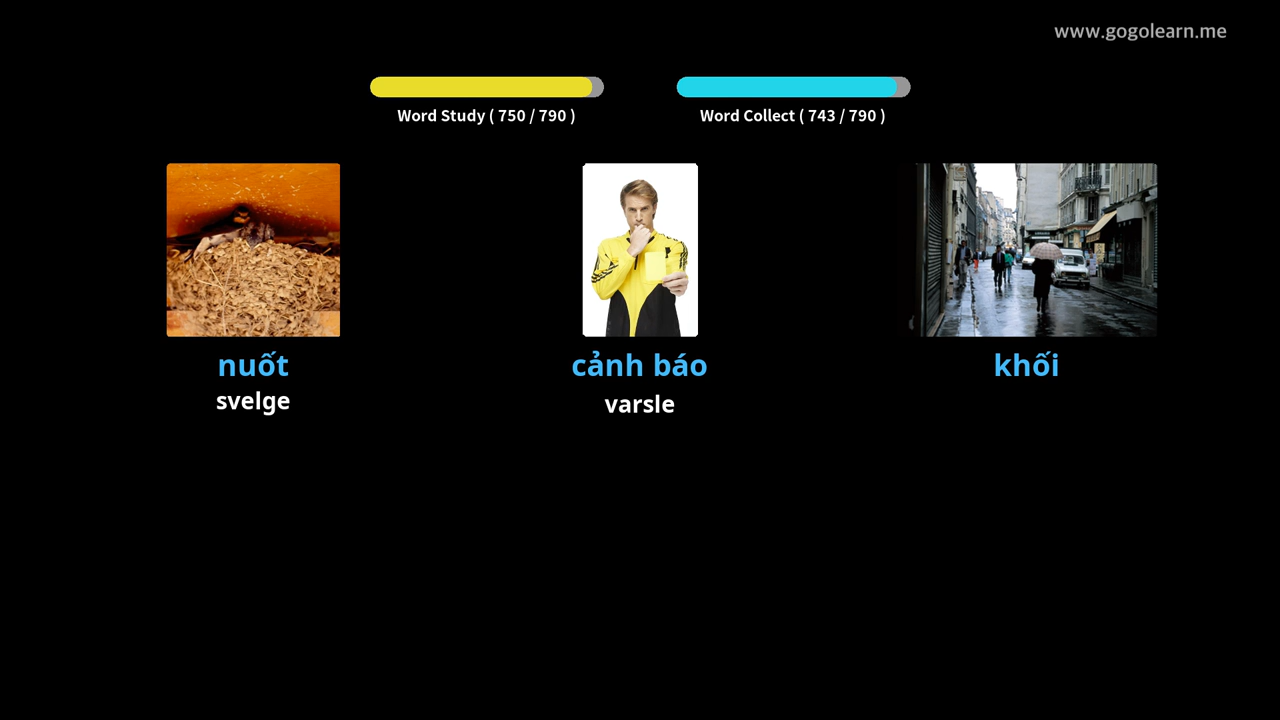 www.gogolearn.me
Word Study ( 750 / 790 )
Word Collect ( 743 / 790 )
nuốt
svelge
cảnh báo
varsle
khối